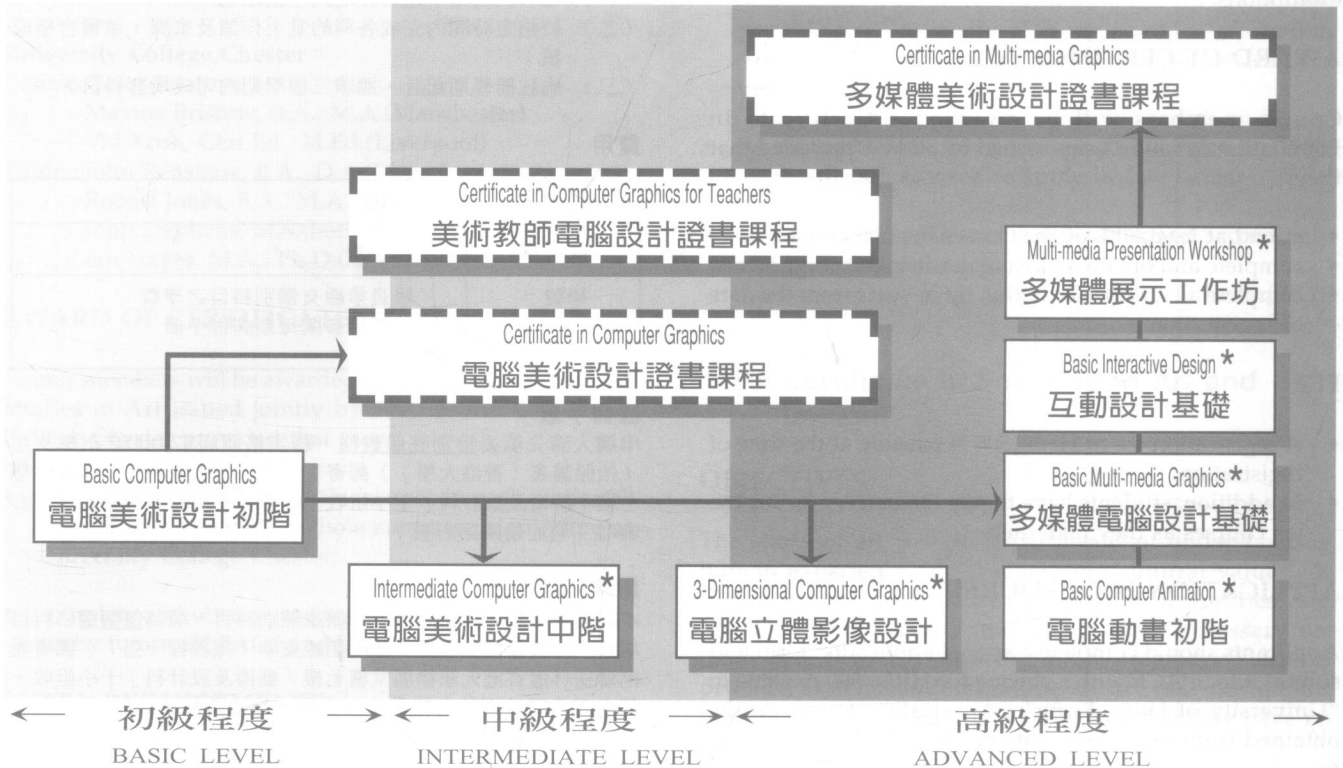 Certificate in Multi-media Graphics
多媒體美術設計證書課程
Certificate in Computer Graphics for Teachers
美術教師電腦設計證書課程
Multi-media Presentation Workshop*
多媒體展示工作坊
Certificate in Computer Graphics
電腦美術設計證書課程
Basic Interactive Design*
互動設計基礎
Basic Computer Graphics
電腦美術設計初階
Basic Multi-media Graphics*
多媒體電腦設計基礎
Intermediate Computer Graphics*
電腦美術設計中階
3-Dimensional Computer Graphics*
電腦立體影像設計
Basic Computer Animation*
電腦動畫初階
初級程度
BASIC LEVEL
中級程度
INTERMEDIATE LEVEL
高級程度
ADVANCED LEVEL